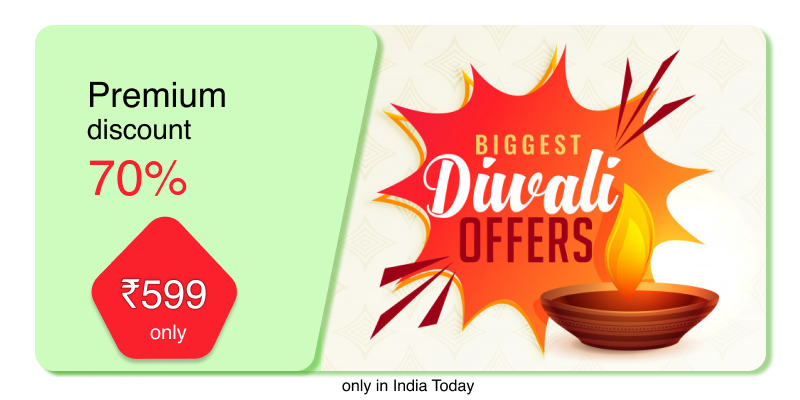 Premium
discount
70%
₹599
only
BIGGEST
Diwali
OFFERS
only in India Today